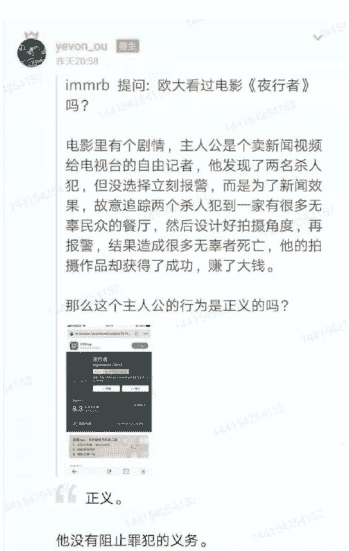 yevon_ou 楼主
昨天20:58
immrb 提问：欧大看过电影《夜行者》
吗？
电影里有个剧情，主人公是个卖新闻视频
给电视台的自由记者，他发现了两名杀人
犯，但没选择立刻报警，而是为了新闻效
果，故意追踪两个杀人犯到一家有很多无
辜民众的餐厅，然后设计好拍摄角度，再
报警，结果造成很多无辜者死亡，他的拍
摄作品却获得了成功，赚了大钱。
那么这个主人公的行为是正义的吗？
夜行者
8.3
正义。
他没有阻止罪犯的义务。